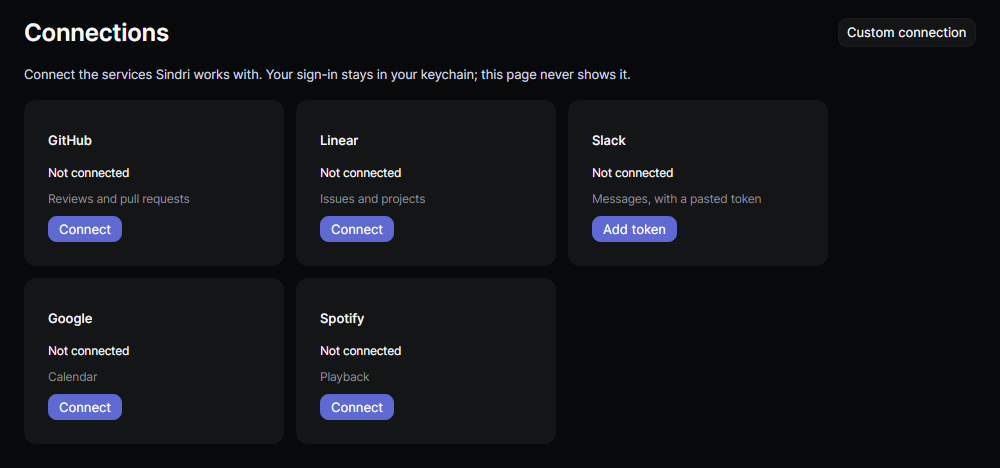 Connections
Custom connection
Connect the services Sindri works with. Your sign-in stays in your keychain; this page never shows it.
GitHub
Not connected
Reviews and pull requests
Connect
Linear
Not connected
Issues and projects
Connect
Slack
Not connected
Messages, with a pasted token
Add token
Google
Not connected
Calendar
Connect
Spotify
Not connected
Playback
Connect